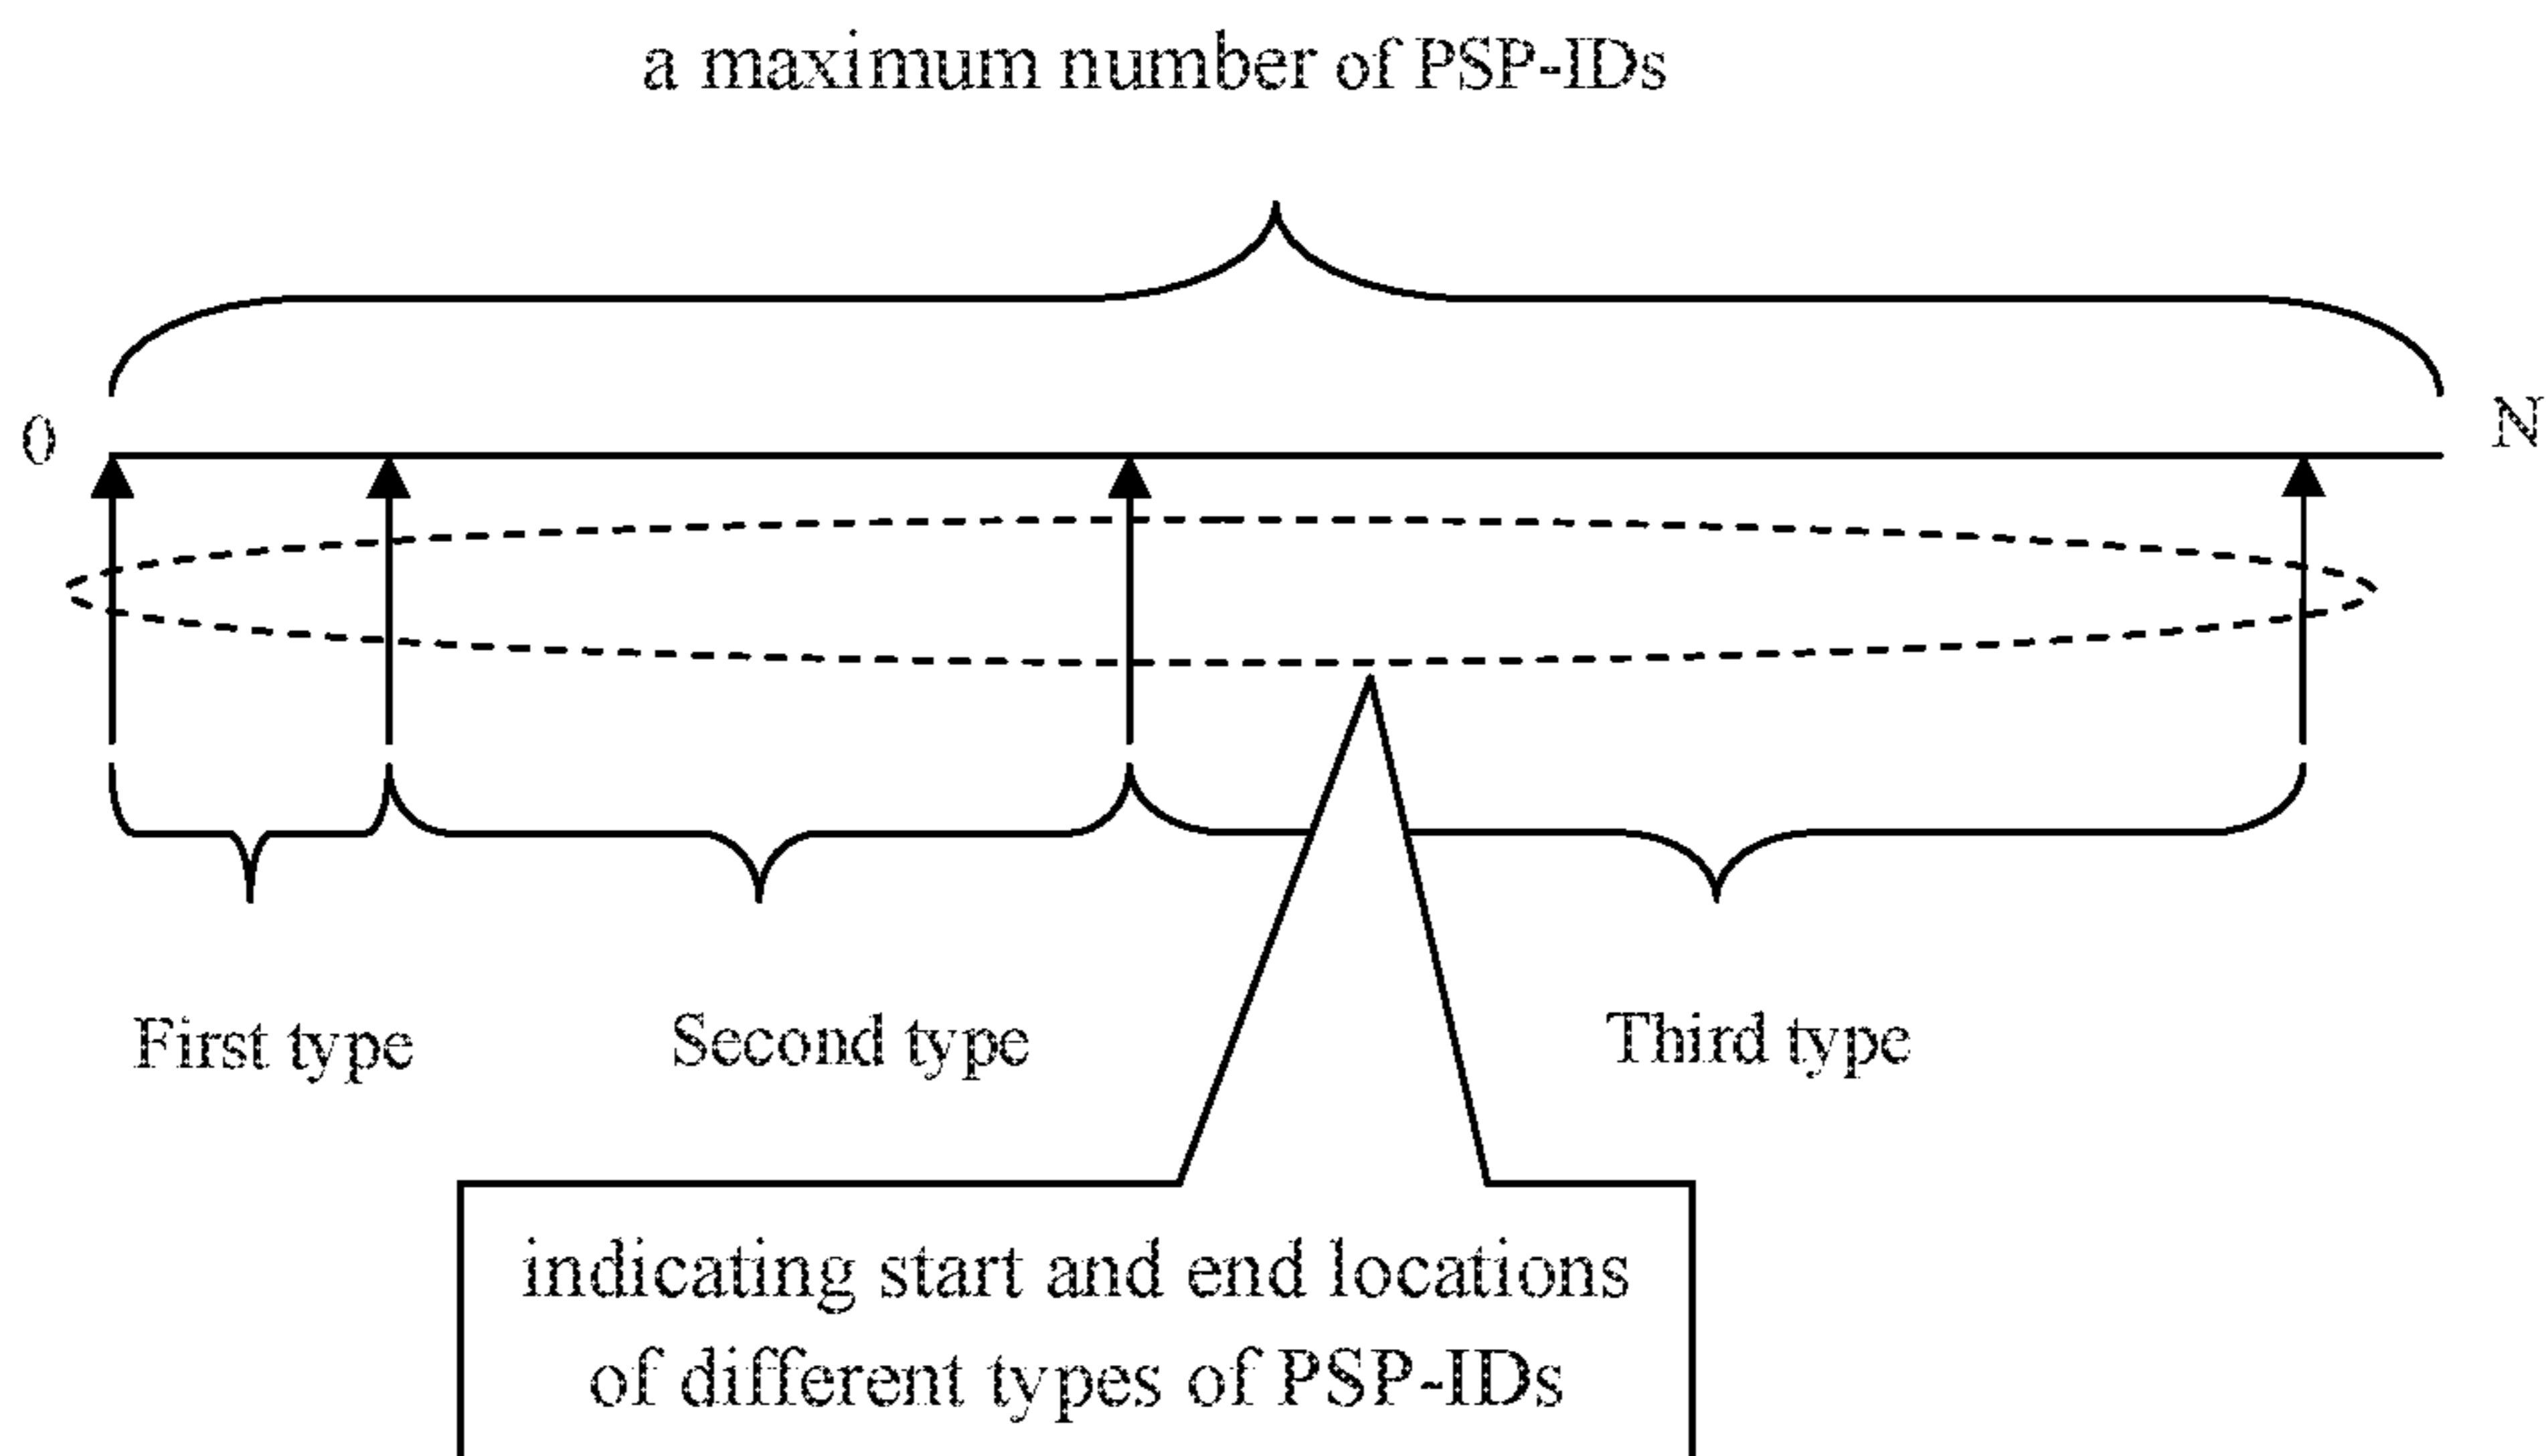 a maximum number of PSP-IDs
0
N
First type
Second type
Third type
indicating start and end locations
of different types of PSP-IDs